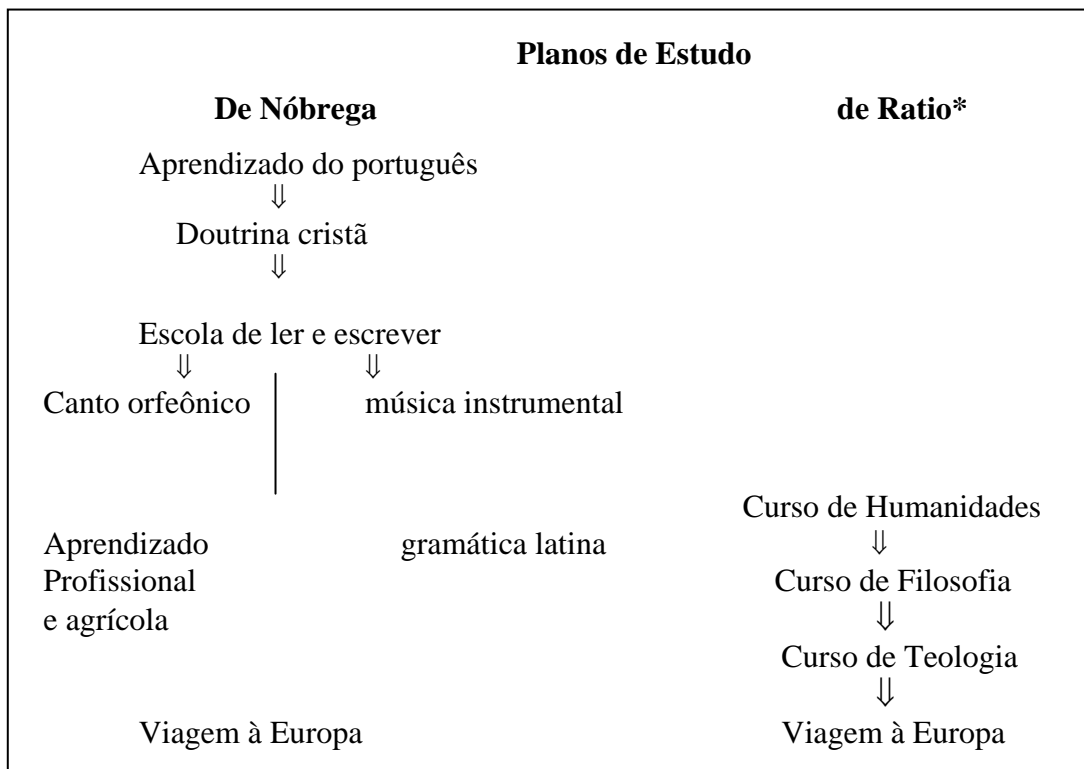 Planos de Estudo
De Nóbrega de Ratio*
Aprendizado do português
⇓
Doutrina cristã
⇓
Escola de ler e escrever
⇓ ⇓
Canto orfeônico música instrumental
Curso de Humanidades
Aprendizado gramática latina ⇓
Profissional Curso de Filosofia
e agrícola ⇓
Curso de Teologia
⇓
Viagem à Europa Viagem à Europa